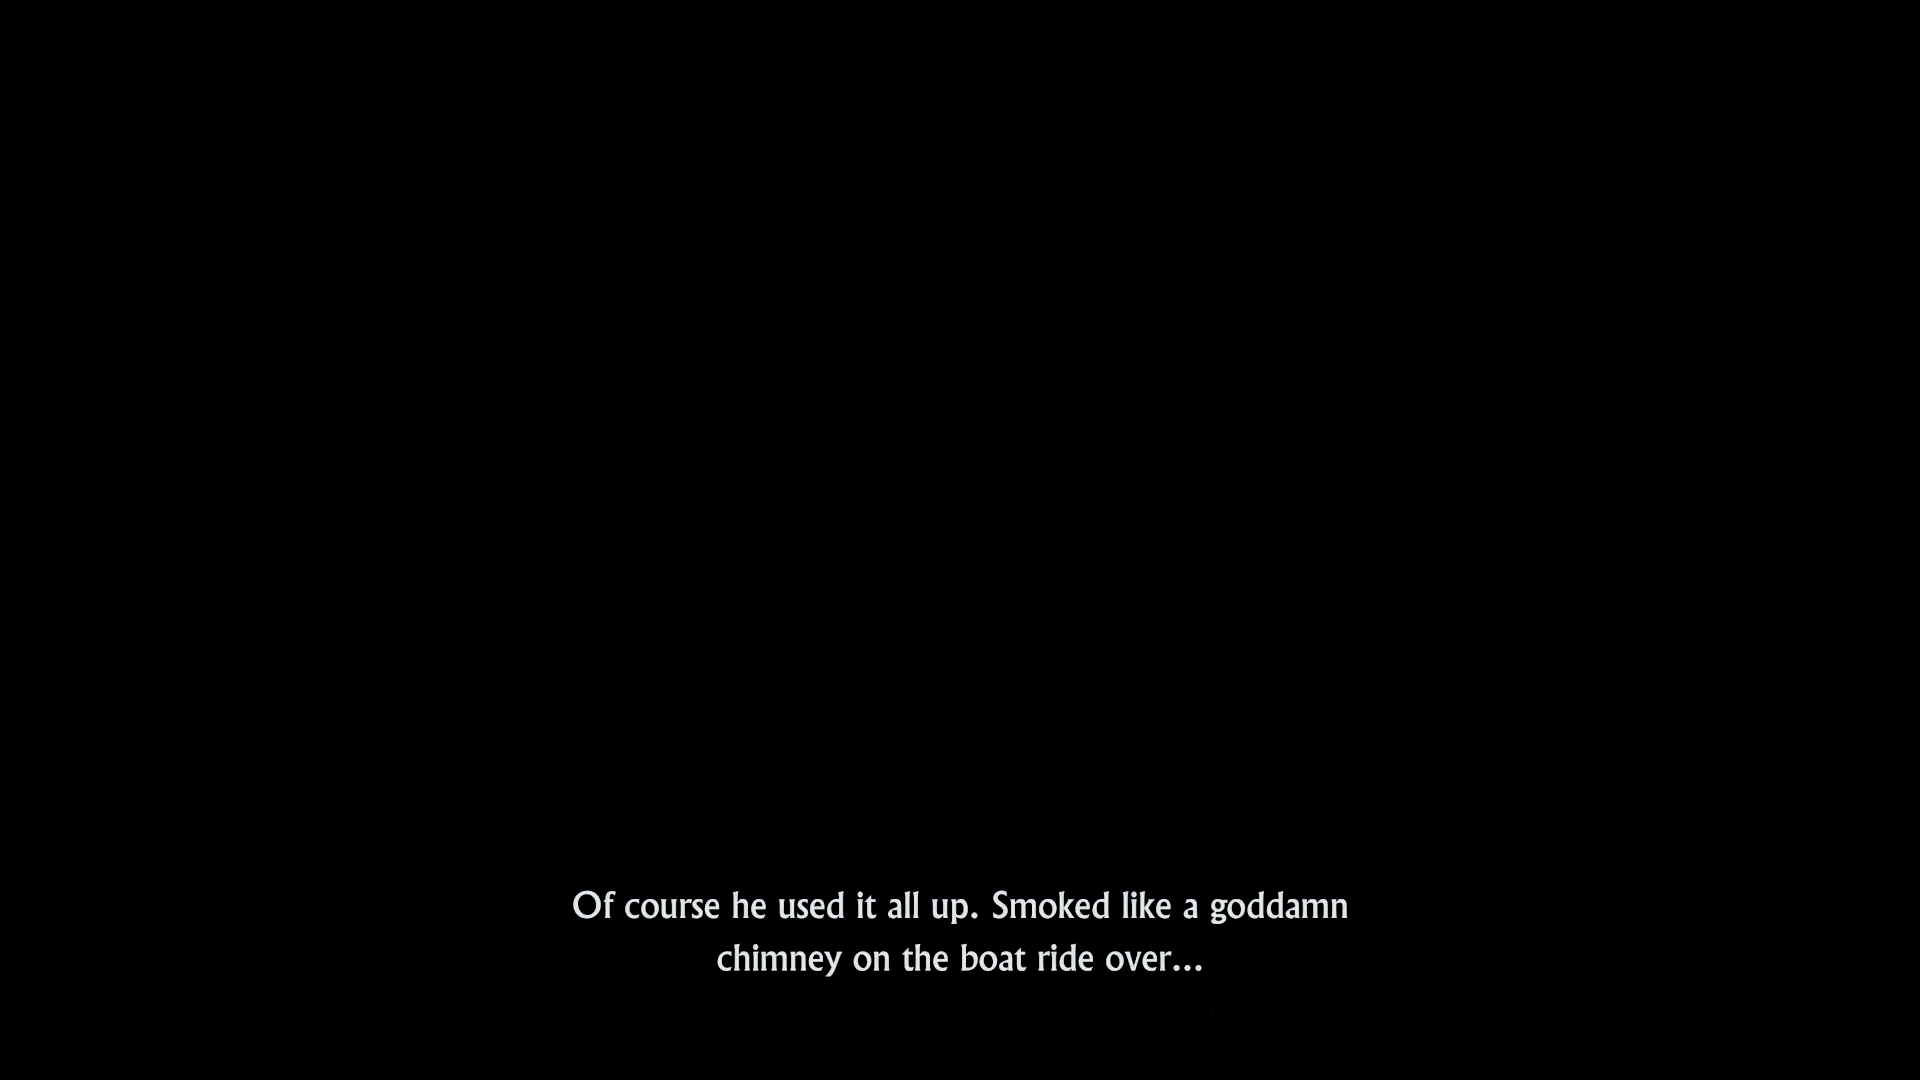 Of course he used it all up. Smoked like a goddamn
chimney on the boat ride over...